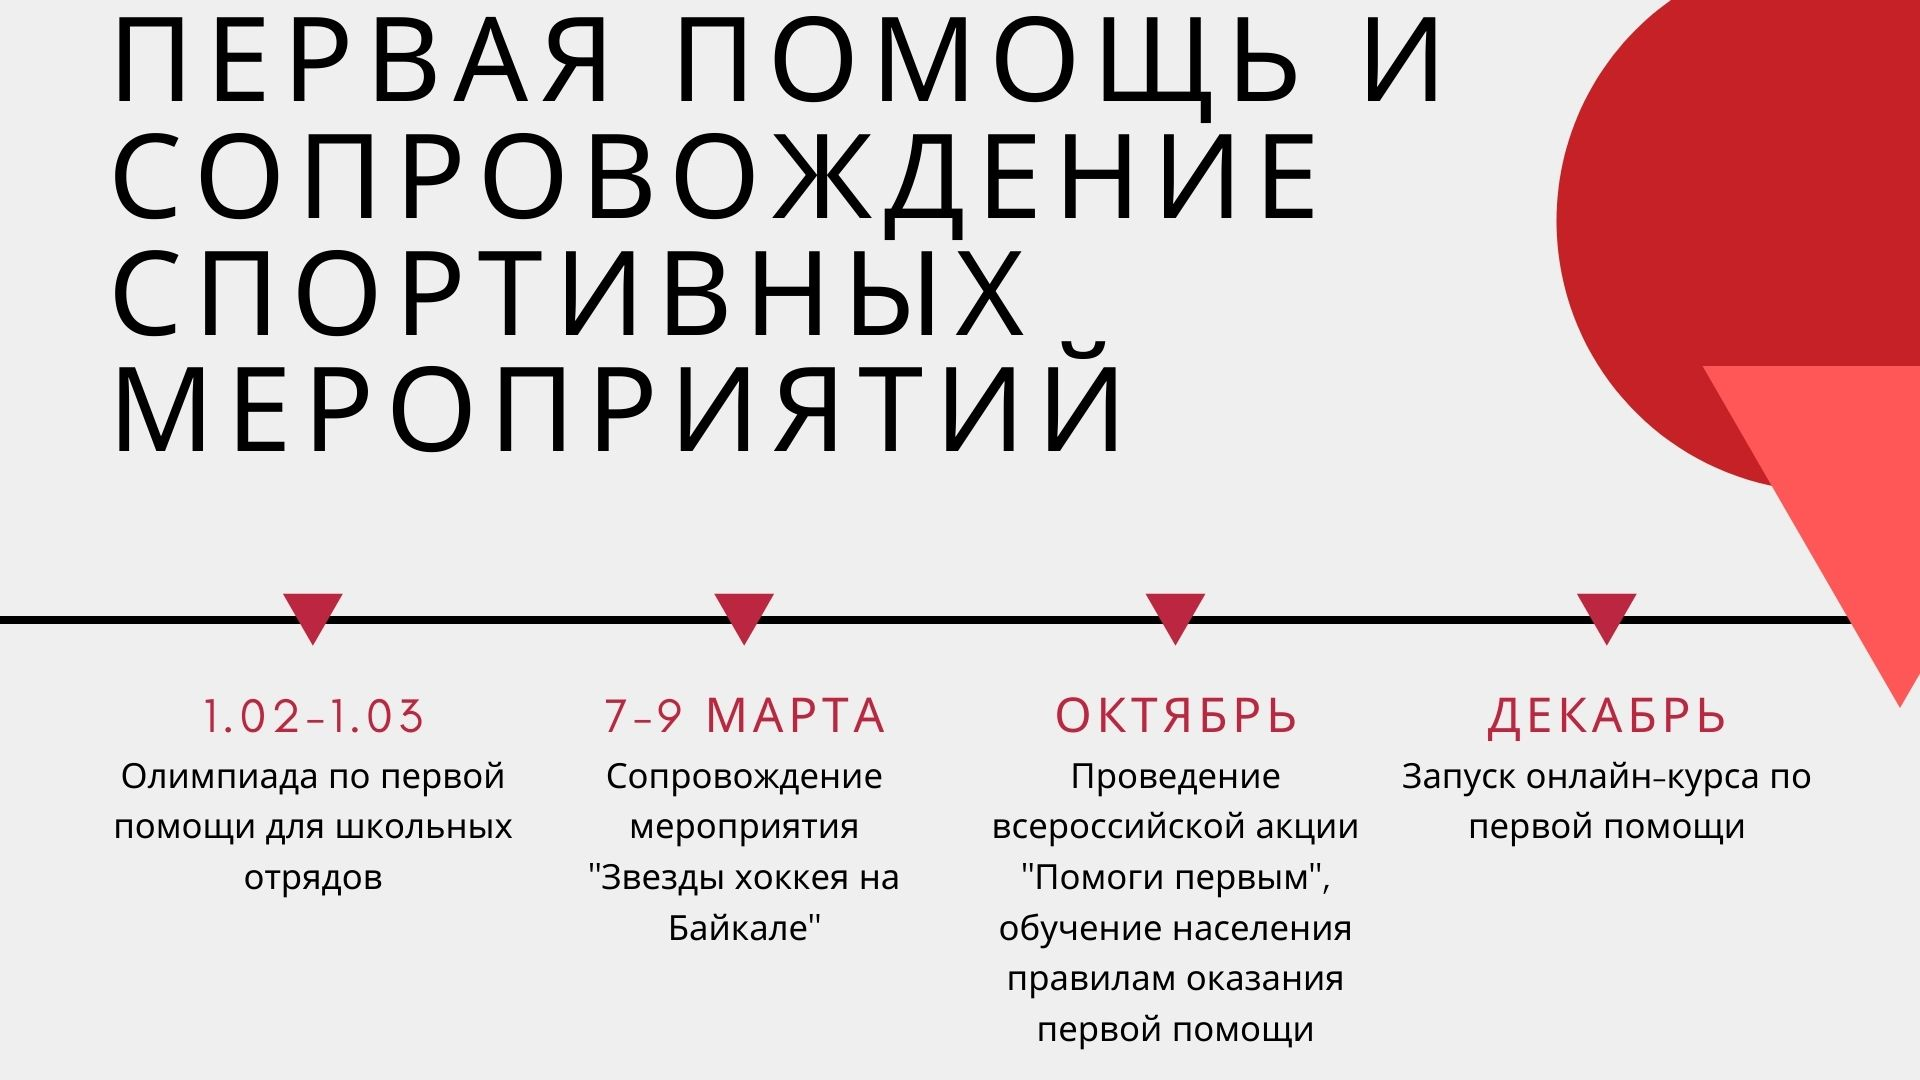 ПЕРВАЯ ПОМОЩЬ И
СОПРОВОЖДЕНИЕ
СПОРТИВНЫХ
МЕРОПРИЯТИЙ
1.02-1.03
Олимпиада по первой
помощи для школьных
отрядов
7-9 МАРТА
Сопровождение
мероприятия
"Звезды хоккея на
Байкале"
ОКТЯБРЬ
Проведение
всероссийской акции
"Помоги первым",
обучение населения
правилам оказания
первой помощи
ДЕКАБРЬ
Запуск онлайн-курса по
первой помощи